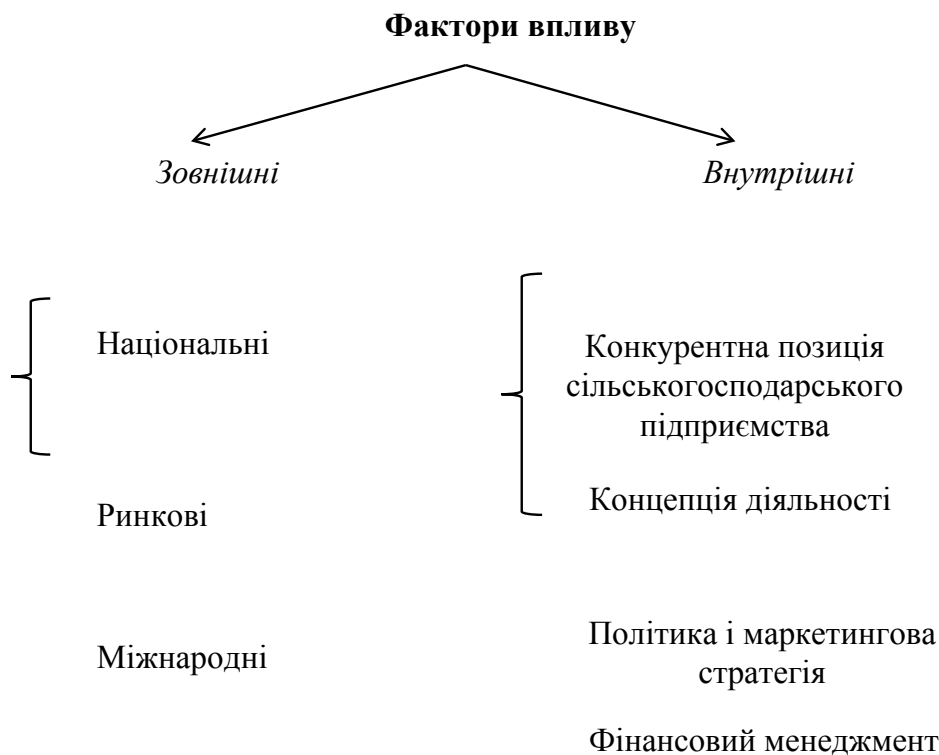 Фактори впливу
Зовнішні
Внутрішні
Національні
Ринкові
Міжнародні
Конкурентна позиція
сільськогосподарського
підприємства
Концепція діяльності
Політика і маркетингова
стратегія
Фінансовий менеджмент